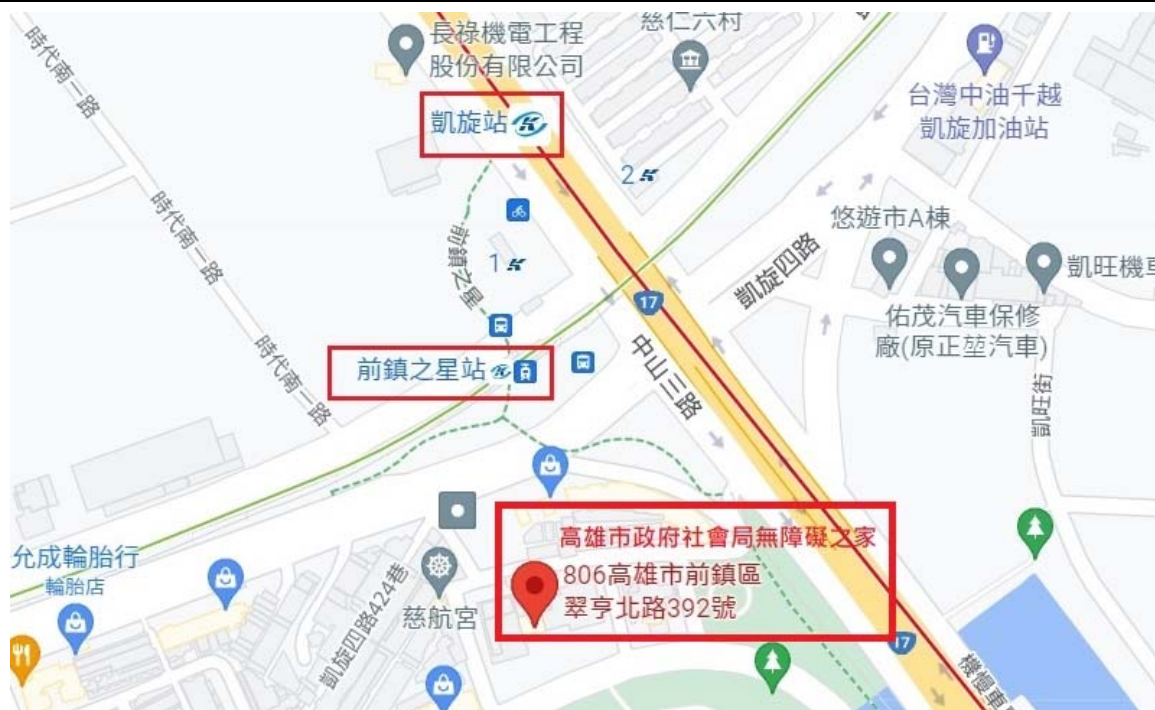 時代南一路
長祿機電工程
股份有限公司
慈仁六村
台灣中油千越
凱旋加油站
凱旋站
2
時代南二路
前鎮之星
1
悠遊市A棟
凱旋四路
凱旺機車
17
佑茂汽車保修
廠(原正堃汽車)
時代南二路
前鎮之星站
中山三路
凱旺街
高雄市政府社會局無障礙之家
806高雄市前鎮區
翠亨北路392號
允成輪胎行
輪胎店
慈航宮
凱旋四路424巷
17
機慢車